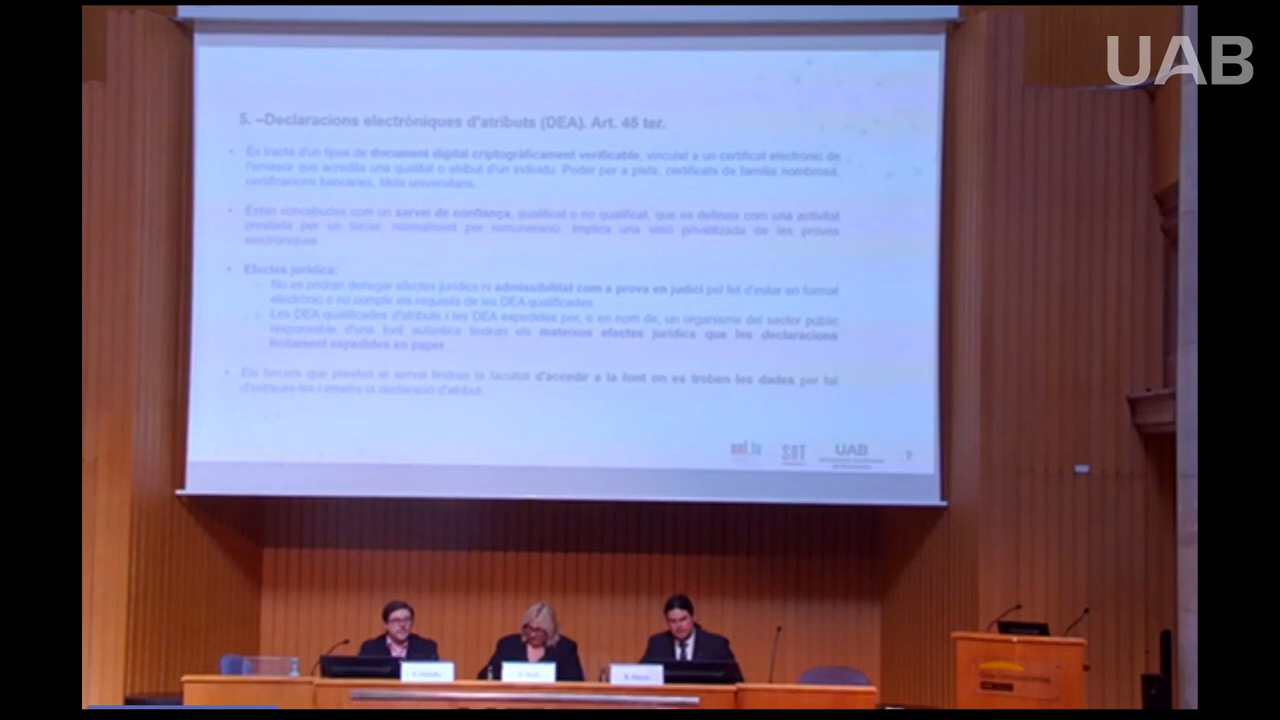 UAB
5. –Declaracions electròniques d'atributs (DEA). Art. 45 ter.
• Es tracta d'un tipus de document digital criptogràficament verificable, vinculat a un certificat electrònic de
l'emissor que acredita una qualitat o atribut d'un individu. Poder per a plets, certificats de família nombrosa,
certificacions bancàries, títols universitaris.
• Estan concebudes com un servei de confiança, qualificat o no qualificat, que es defineix com una activitat
prestada per un tercer, normalment per remuneració. Implica una visió privatitzada de les proves
electròniques.
• Efectes jurídics:
No es podran denegar efectes jurídics ni admissibilitat com a prova en judici pel fet d'estar en format
electrònic o no complir els requisits de les DEA qualificades.
Les DEA qualificades d'atributs i les DEA expedides per, o en nom de, un organisme del sector públic
responsable d'una font autèntica tindran els mateixos efectes jurídics que les declaracions
lícitament expedides en paper.
• Els tercers que prestin el servei tindran la facultat d'accedir a la font on es troben les dades per tal
d'extreure-les i emetre la declaració d'atribut.
SRT
UAB
7